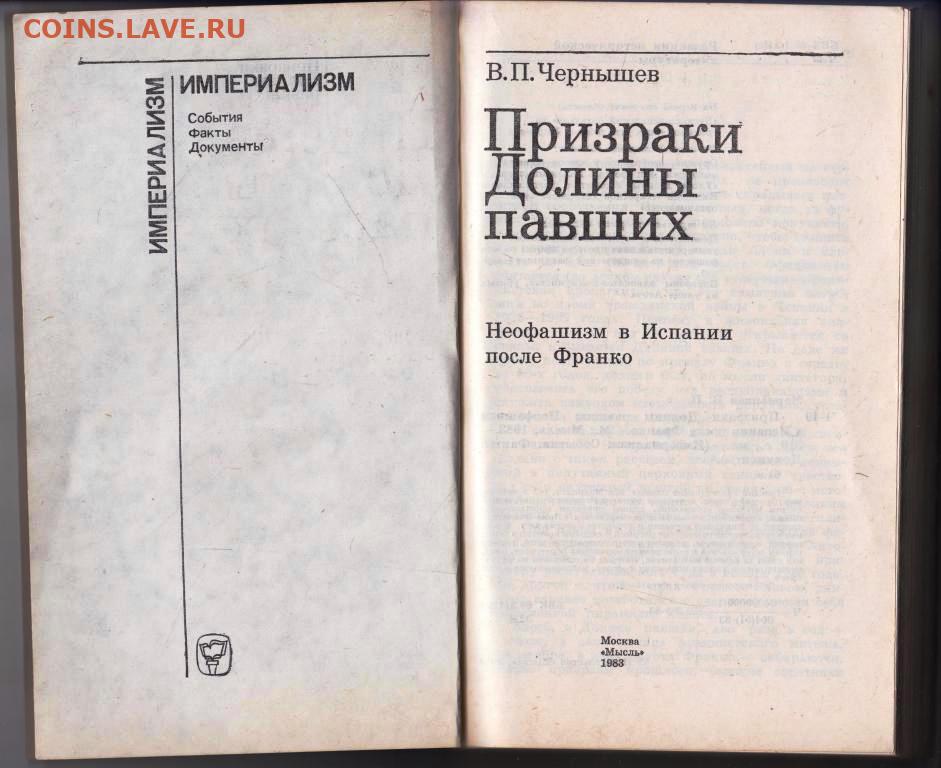 COINS.LAVE.RU
ИМПЕРИАЛИЗМ
ИМПЕРИАЛИЗМ
События
Факты
Документы
В.П.Чернышев
Призраки
Долины
павших
Неофашизм в Испании
после Франко
Москва
«Мысль»
1983